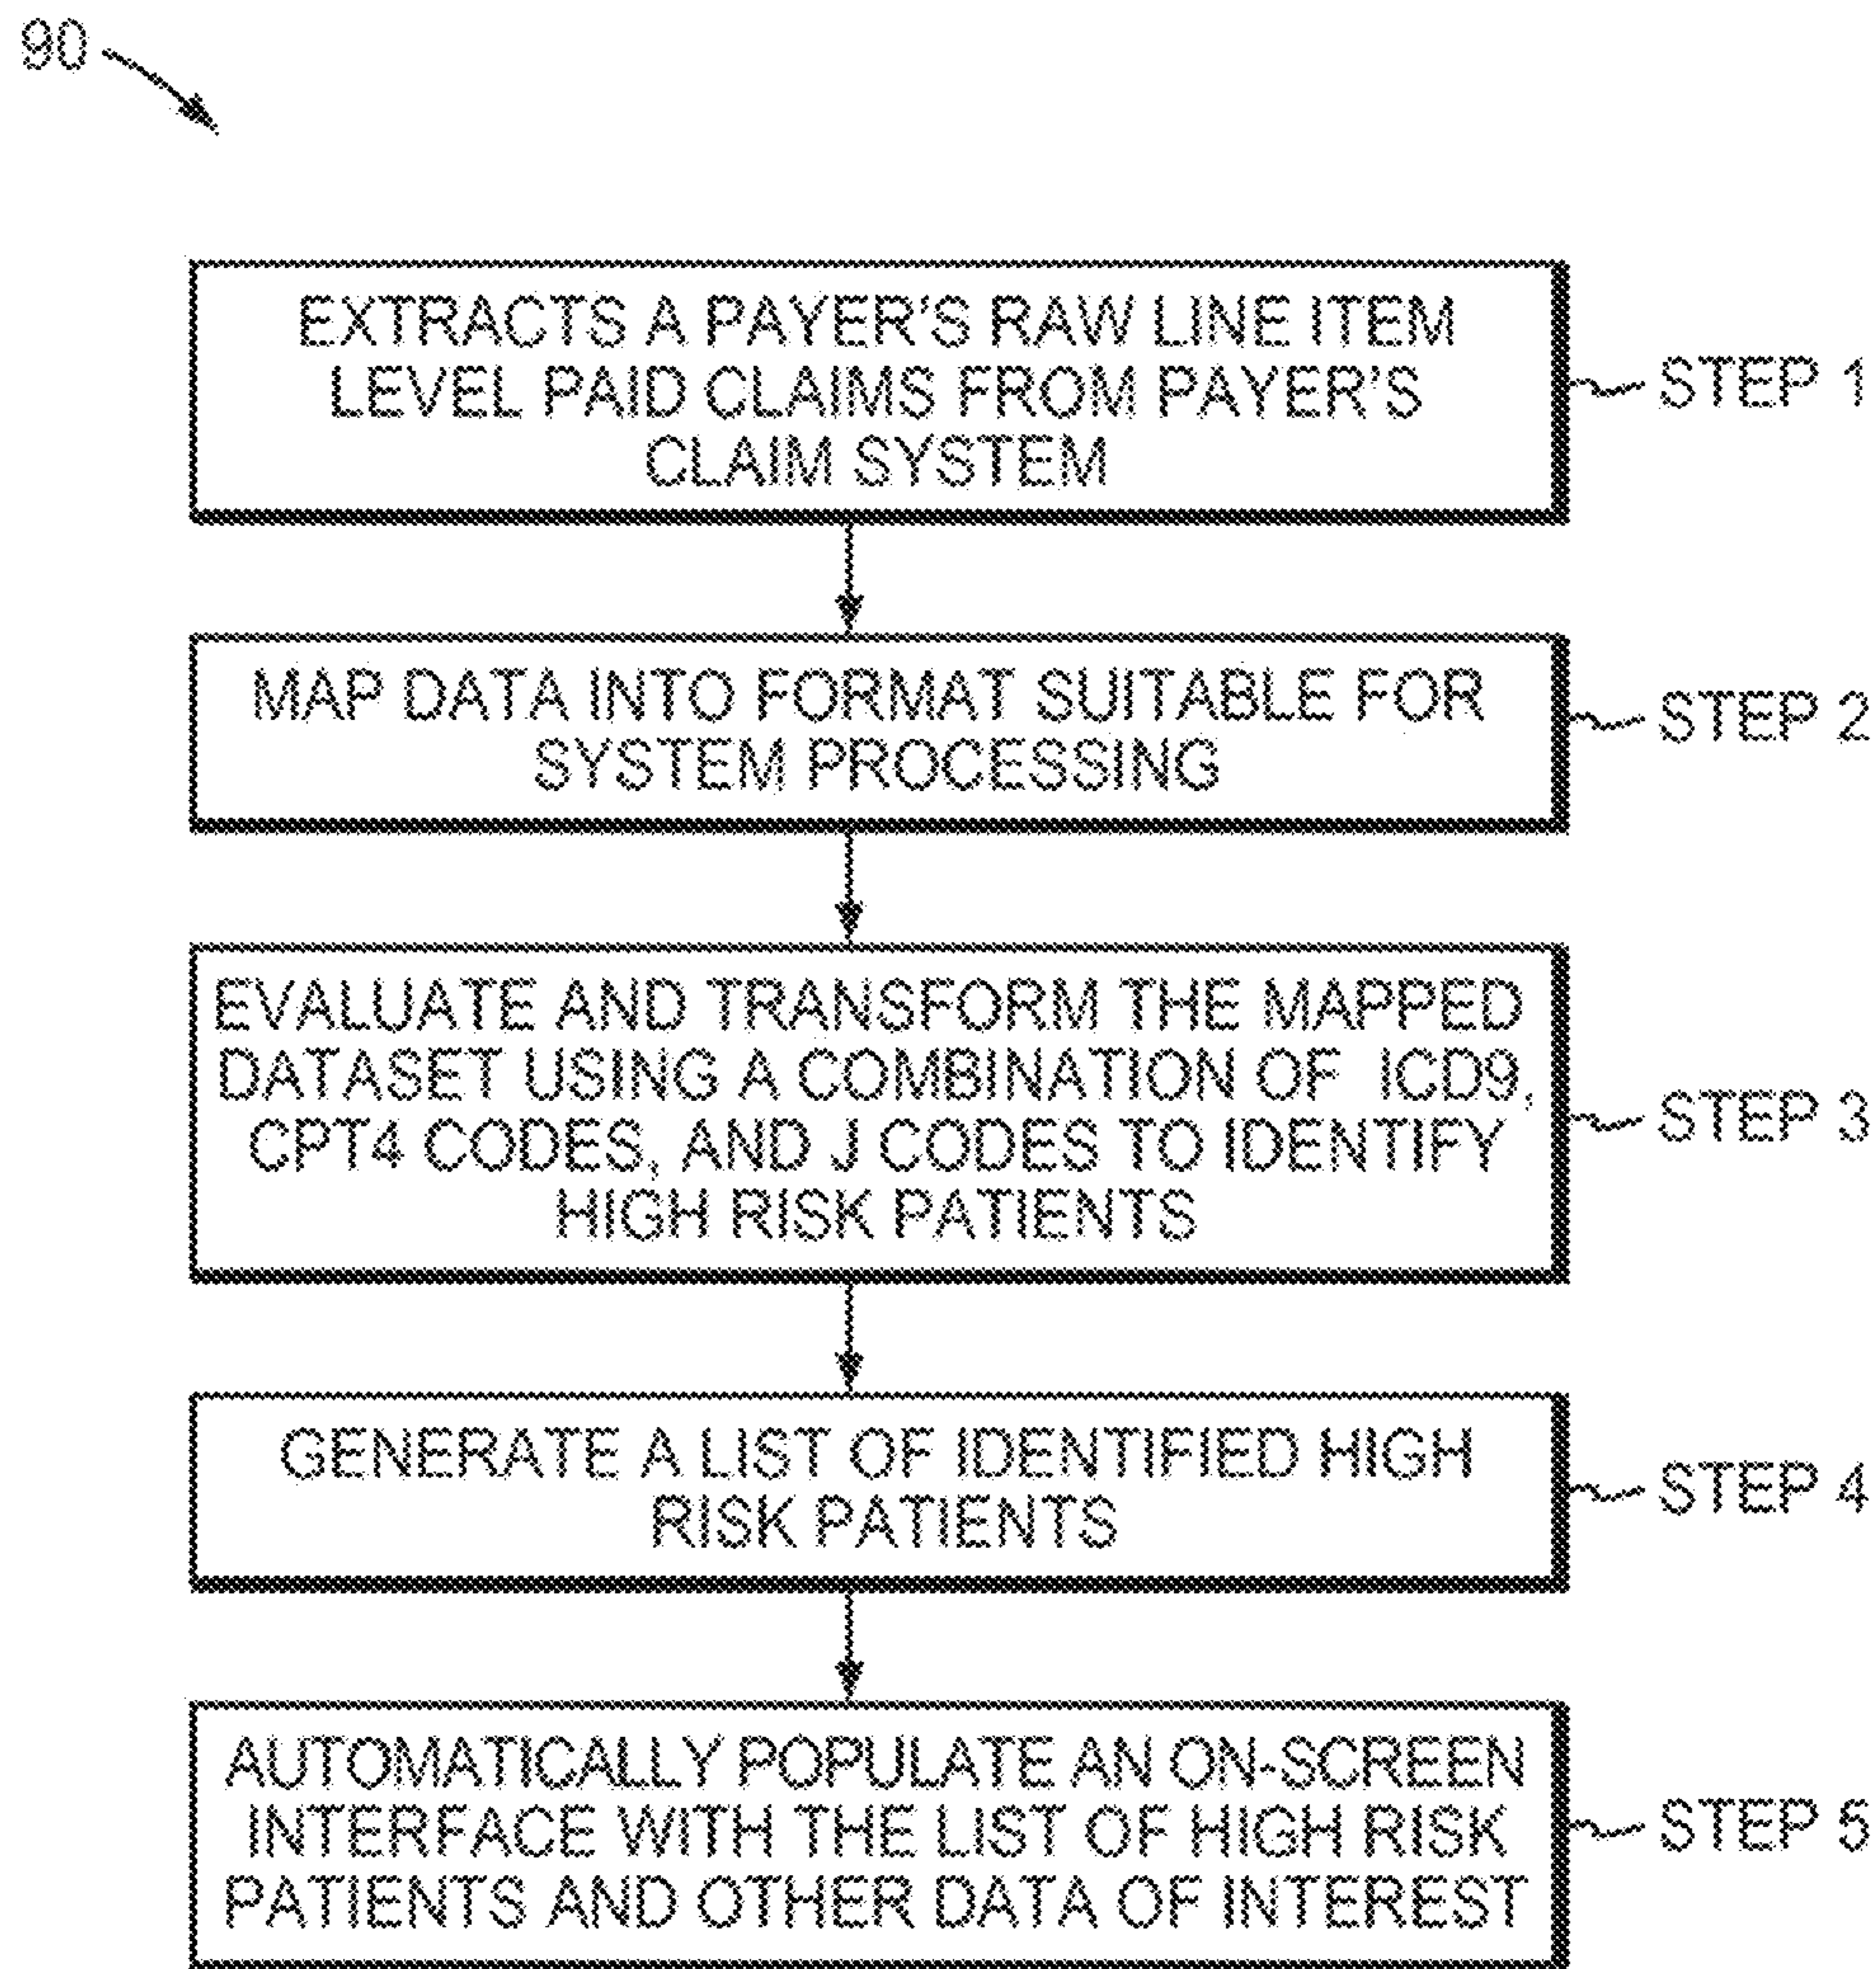 90
EXTRACTS A PAYER'S RAW LINE ITEM
LEVEL PAID CLAIMS FROM PAYER'S
CLAIM SYSTEM
STEP 1
MAP DATA INTO FORMAT SUITABLE FOR
SYSTEM PROCESSING
STEP 2
EVALUATE AND TRANSFORM THE MAPPED
DATASET USING A COMBINATION OF ICD9,
CPT4 CODES, AND J CODES TO IDENTIFY
HIGH RISK PATIENTS
STEP 3
GENERATE A LIST OF IDENTIFIED HIGH
RISK PATIENTS
STEP 4
AUTOMATICALLY POPULATE AN ON-SCREEN
INTERFACE WITH THE LIST OF HIGH RISK
PATIENTS AND OTHER DATA OF INTEREST
STEP 5